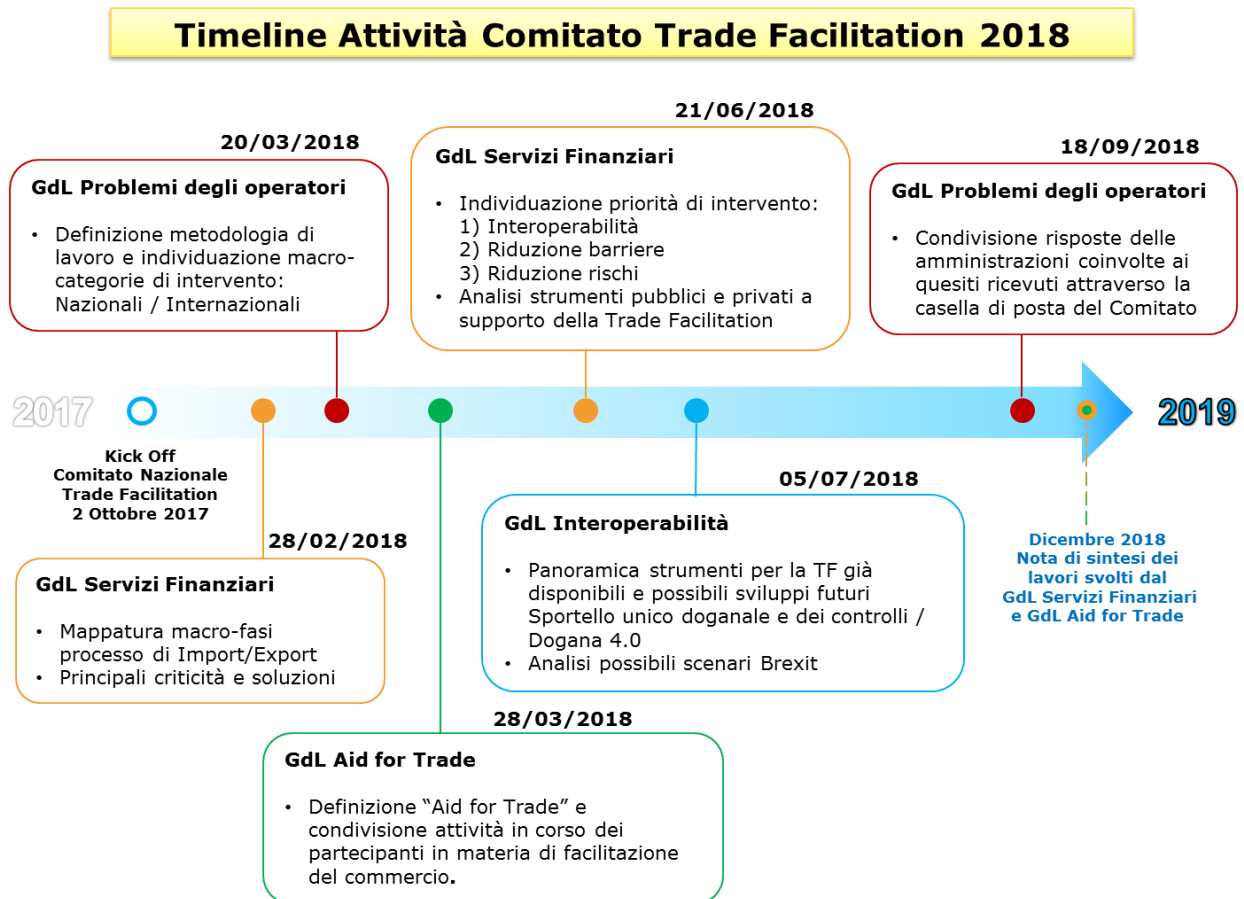 Timeline Attività Comitato Trade Facilitation 2018
20/03/2018
GdL Problemi degli operatori
• Definizione metodologia di
lavoro e individuazione macro-
categorie di intervento:
Nazionali / Internazionali
21/06/2018
GdL Servizi Finanziari
• Individuazione priorità di intervento:
1) Interoperabilità
2) Riduzione barriere
3) Riduzione rischi
• Analisi strumenti pubblici e privati a
supporto della Trade Facilitation
18/09/2018
GdL Problemi degli operatori
• Condivisione risposte delle
amministrazioni coinvolte ai
quesiti ricevuti attraverso la
casella di posta del Comitato
2017
2019
Kick Off
Comitato Nazionale
Trade Facilitation
2 Ottobre 2017
28/02/2018
GdL Servizi Finanziari
• Mappatura macro-fasi
processo di Import/Export
• Principali criticità e soluzioni
28/03/2018
GdL Aid for Trade
• Definizione “Aid for Trade” e
condivisione attività in corso dei
partecipanti in materia di facilitazione
del commercio.
05/07/2018
GdL Interoperabilità
• Panoramica strumenti per la TF già
disponibili e possibili sviluppi futuri
Sportello unico doganale e dei controlli /
Dogana 4.0
• Analisi possibili scenari Brexit
Dicembre 2018
Nota di sintesi dei
lavori svolti dal
GdL Servizi Finanziari
e GdL Aid for Trade